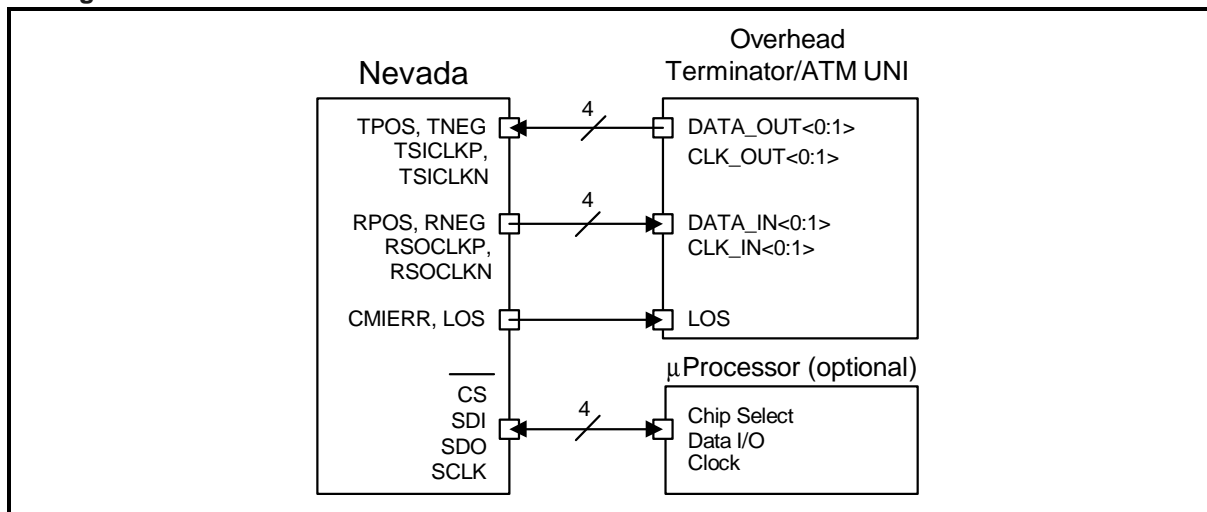 Overhead
Terminator/ATM UNI
Nevada
4
TPOS, TNEG
TSICLKP,
TSICLKN
DATA_OUT<0:1>
CLK_OUT<0:1>
4
RPOS, RNEG
RSOCLKP,
RSOCLKN
DATA_IN<0:1>
CLK_IN<0:1>
CMIERR, LOS
LOS
μProcessor (optional)
CS
SDI
SDO
SCLK
4
Chip Select
Data I/O
Clock